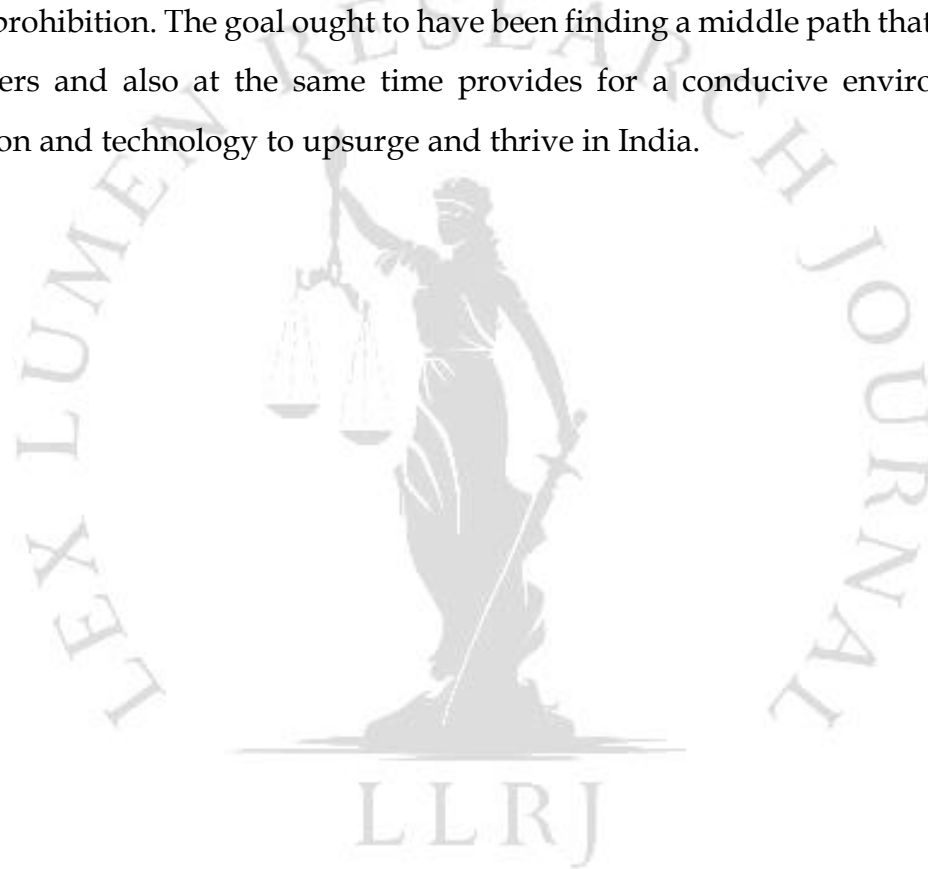 prohibition. The goal ought to have been finding a middle path that
ers and also at the same time provides for a conducive enviro
on and technology to upsurge and thrive in India.
LEX LUMEN RESEARCH JOURNAL
LLRJ